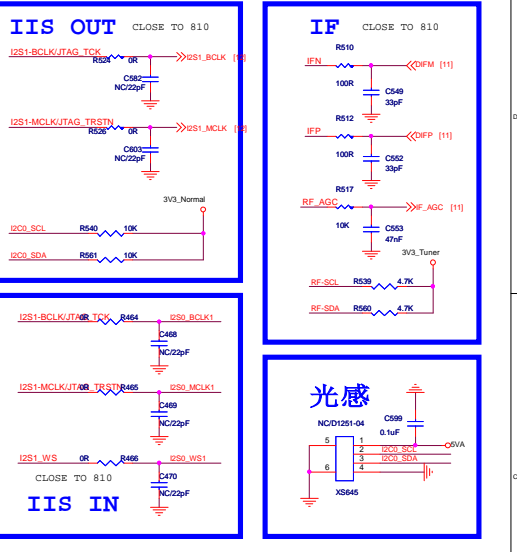 IIS OUT CLOSE TO 810
I2S1-BCLK/JTAG_TCK
R524 0R
I2S1_BCLK
C582
NC/22pF
I2S1-MCLK/JTAG_TRSTN
R526 0R
I2S1_MCLK
C603
NC/22pF
3V3_Normal
I2C0_SCL R540 10K
I2C0_SDA R561 10K
IF CLOSE TO 810
R510
IFN
DIFM [11]
100R
C549
33pF
R512
IFP
DIFP [11]
100R
C552
33pF
R517
RF_AGC
IF_AGC [11]
10K
C553
47nF
3V3_Tuner
RF-SCL R539 4.7K
RF-SDA R560 4.7K
I2S1-BCLK/JTAG_TCK 0R R464 I2S0_BCLK1
C468
NC/22pF
I2S1-MCLK/JTAG_TRSTN 0R R465 I2S0_MCLK1
C469
NC/22pF
I2S1_WS 0R R466 I2S0_WS1
CLOSE TO 810
C470
NC/22pF
IIS IN
光感
NC/D1251-04
C599
0.1uF
5 1 5VA
2 I2C0_SCL
3 I2C0_SDA
6 4
XS645
D
C